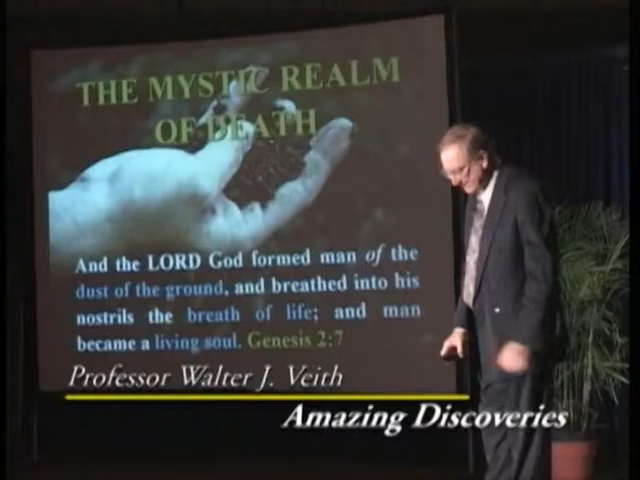 THE MYSTIC REALM
OF DEATH
And the LORD God formed man of the
dust of the ground, and breathed into his
nostrils the breath of life; and man
became a living soul. Genesis 2:7
Professor Walter J. Veith
Amazing Discoveries